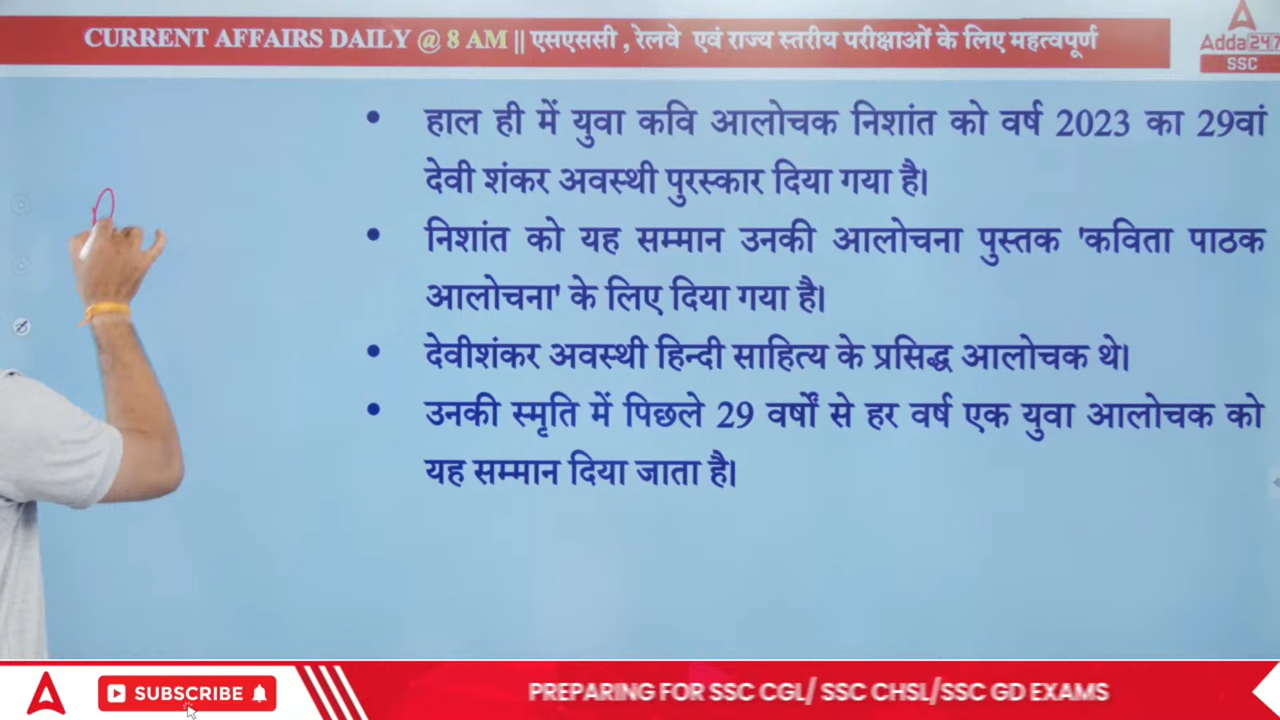 CURRENT AFFAIRS DAILY @ 8 AM || एसएससी , रेलवे एवं राज्य स्तरीय परीक्षाओं के लिए महत्वपूर्ण
Adda 247
SSC
• हाल ही में युवा कवि आलोचक निशांत को वर्ष 2023 का 29वां
देवी शंकर अवस्थी पुरस्कार दिया गया है।
• निशांत को यह सम्मान उनकी आलोचना पुस्तक 'कविता पाठक
आलोचना' के लिए दिया गया है।
• देवीशंकर अवस्थी हिन्दी साहित्य के प्रसिद्ध आलोचक थे।
• उनकी स्मृति में पिछले 29 वर्षों से हर वर्ष एक युवा आलोचक को
यह सम्मान दिया जाता है।
SUBSCRIBE
PREPARING FOR SSC CGL/ SSC CHSL/SSC GD EXAMS